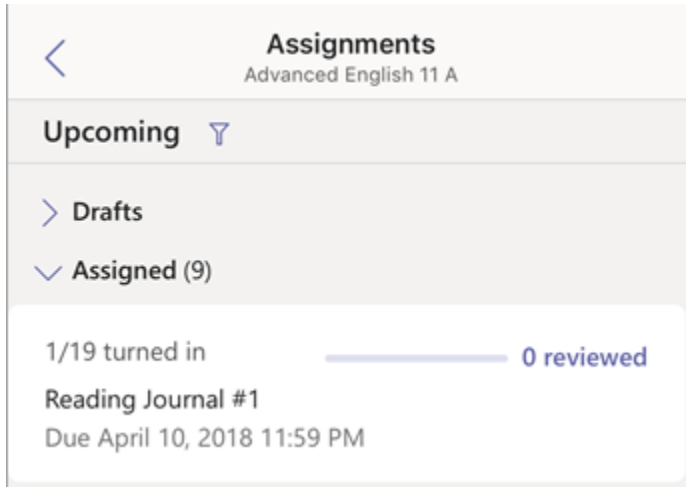 Assignments
Advanced English 11 A
Upcoming
Drafts
Assigned (9)
1/19 turned in
0 reviewed
Reading Journal #1
Due April 10, 2018 11:59 PM